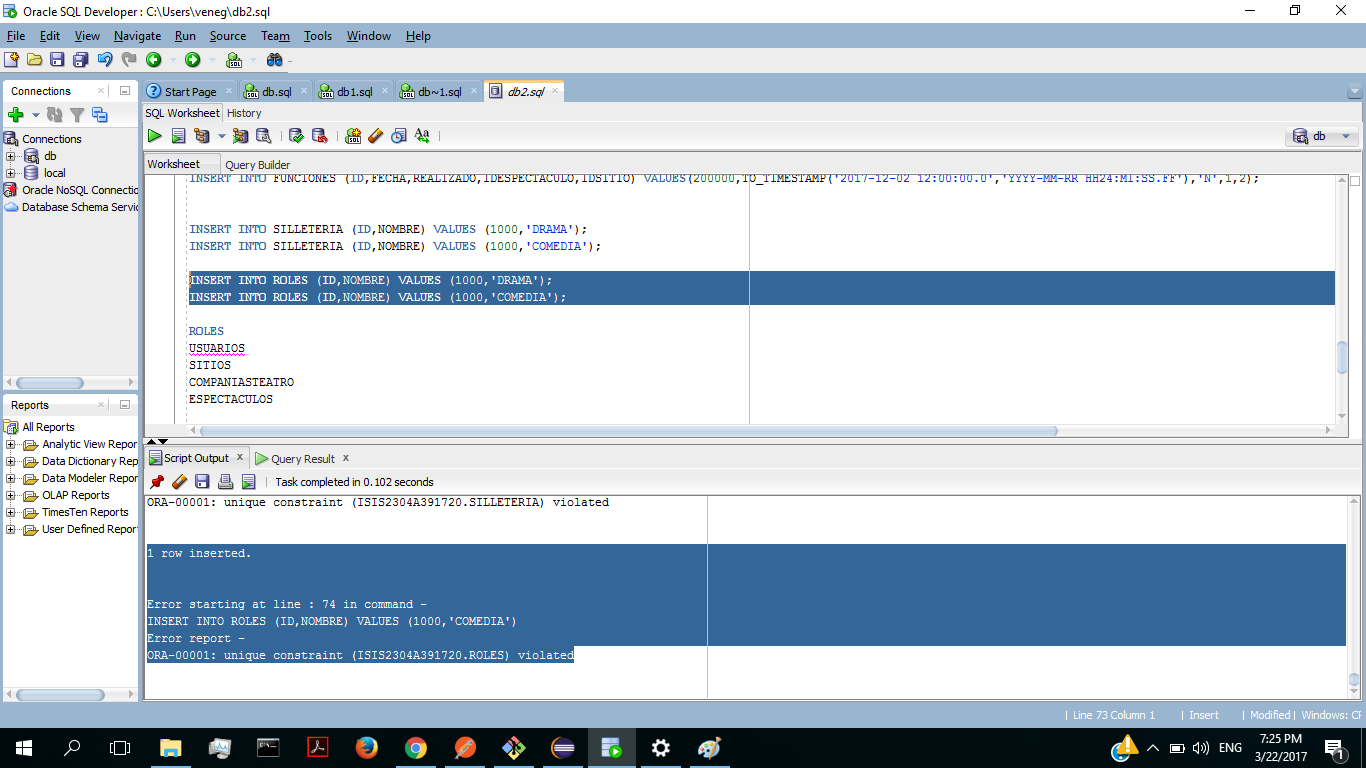 Oracle SQL Developer : C:\Users\veneg\db2.sql
File Edit View Navigate Run Source Team Tools Window Help
Connections
Start Page
db.sql
db1.sql
db~1.sql
db2.sql
SQL Worksheet History
Connections
db
local
Oracle NoSQL Connectio
Database Schema Servic
db
Worksheet Query Builder
INSERT INTO FUNCIONES (ID,FECHA,REALIZADO,IDESPECTACULO,IDSITIO) VALUES(200000,TO_TIMESTAMP('2017-12-02 12:00:00.0','YYYY-MM-RR HH24:MI:SS.FF'),'N',1,2);
INSERT INTO SILLETERIA (ID,NOMBRE) VALUES (1000,'DRAMA');
INSERT INTO SILLETERIA (ID,NOMBRE) VALUES (1000,'COMEDIA');
INSERT INTO ROLES (ID,NOMBRE) VALUES (1000,'DRAMA');
INSERT INTO ROLES (ID,NOMBRE) VALUES (1000,'COMEDIA');
ROLES
USUARIOS
SITIOS
COMPANIASTEATRO
ESPECTACULOS
Reports
All Reports
Analytic View Repor
Data Dictionary Rep
Data Modeler Repor
OLAP Reports
TimesTen Reports
User Defined Report
Script Output
Query Result
Task completed in 0.102 seconds
ORA-00001: unique constraint (ISIS2304A391720.SILLETERIA) violated
1 row inserted.
Error starting at line : 74 in command -
INSERT INTO ROLES (ID,NOMBRE) VALUES (1000,'COMEDIA')
Error report -
ORA-00001: unique constraint (ISIS2304A391720.ROLES) violated
Line 73 Column 1 Insert Modified Windows: CR
ENG
7:25 PM
3/22/2017
1